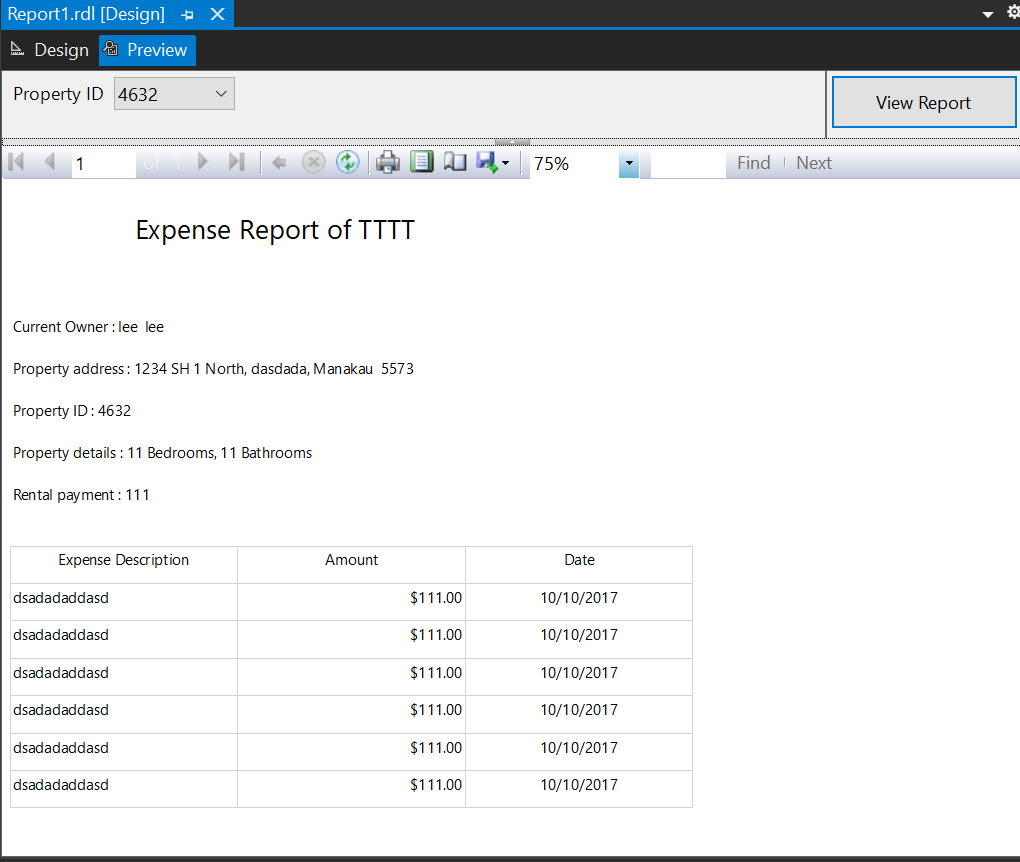 Report1.rdl [Design]
Design Preview
Property ID 4632 View Report
1 of 1 75% Find Next
Expense Report of TTTT
Current Owner : lee  lee
Property address : 1234 SH 1 North, dasdada, Manakau  5573
Property ID : 4632
Property details : 11 Bedrooms, 11 Bathrooms
Rental payment : 111
Expense Description Amount Date
dsadadaddasd $111.00 10/10/2017
dsadadaddasd $111.00 10/10/2017
dsadadaddasd $111.00 10/10/2017
dsadadaddasd $111.00 10/10/2017
dsadadaddasd $111.00 10/10/2017
dsadadaddasd $111.00 10/10/2017